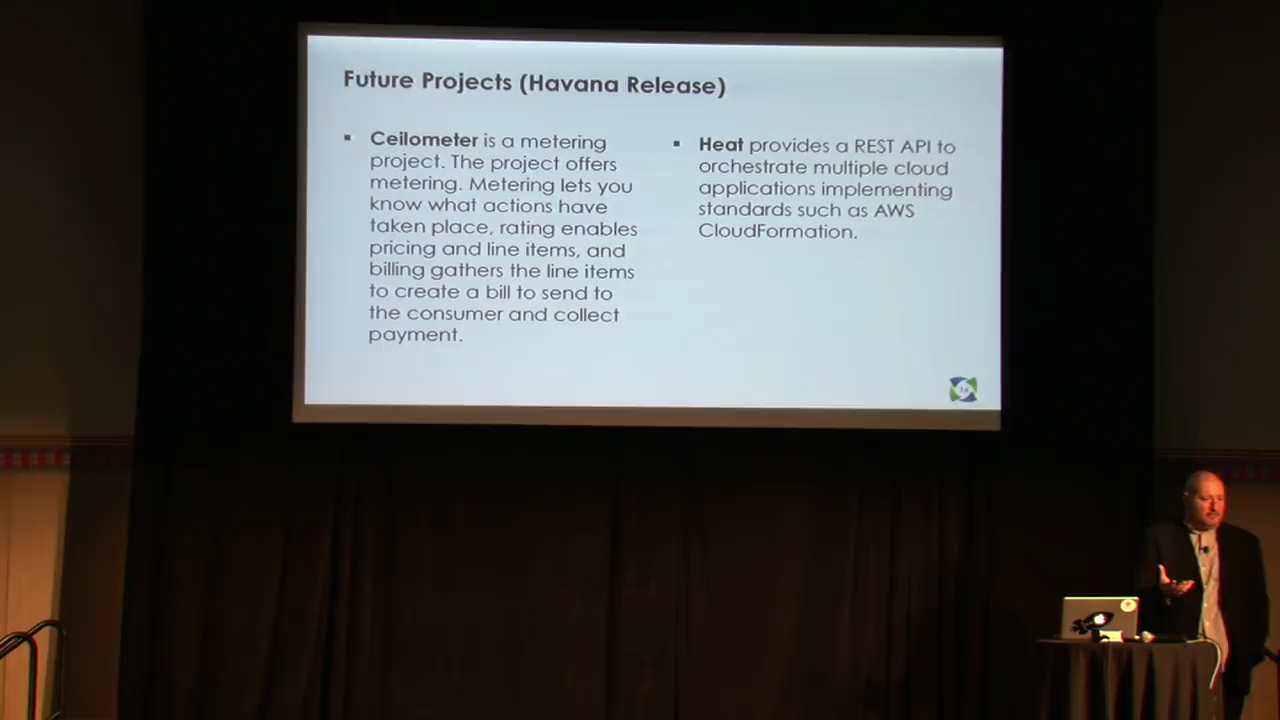 Future Projects (Havana Release)
Ceilometer is a metering
project. The project offers
metering. Metering lets you
know what actions have
taken place, rating enables
pricing and line items, and
billing gathers the line items
to create a bill to send to
the consumer and collect
payment.
Heat provides a REST API to
orchestrate multiple cloud
applications implementing
standards such as AWS
CloudFormation.